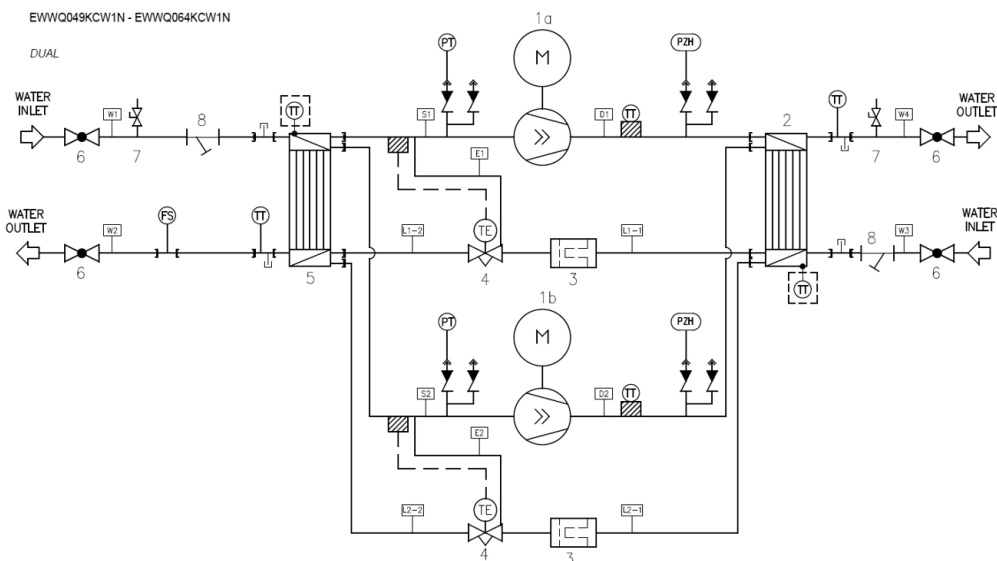 EWWQ049KCW1N - EWWQ064KCW1N
DUAL
1a
PT
M
PZH
WATER
INLET
W1
8
TT
S1
D1
TT
2
TT
W4
WATER
OUTLET
6
7
E1
7
6
WATER
OUTLET
W2
FS
TT
L1-2
TE
L1-1
8
W3
WATER
INLET
6
5
4
3
TT
6
1b
PT
M
PZH
S2
D2
TT
E2
L2-2
TE
L2-1
4
3